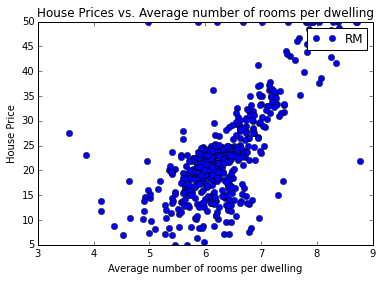 House Prices vs. Average number of rooms per dwelling
50
45
40
35
30
25
20
15
10
5
House Price
RM
3 4 5 6 7 8 9
Average number of rooms per dwelling